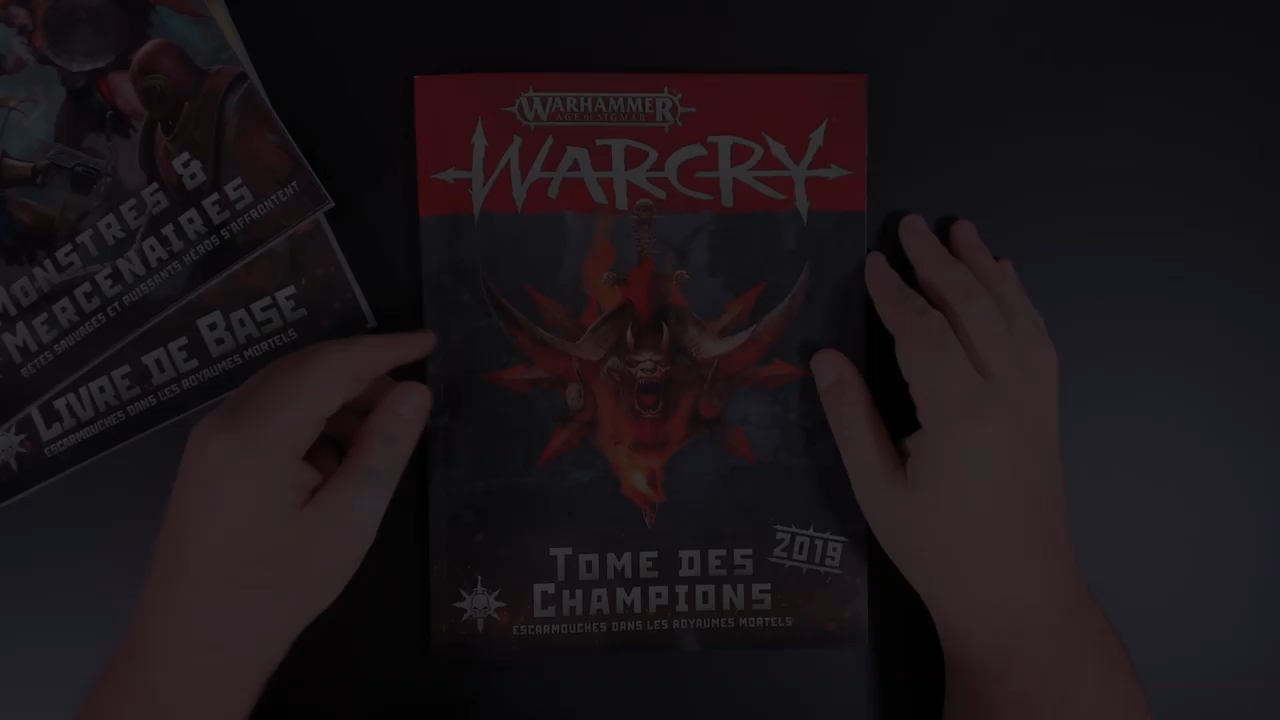 MONSTRES &
MERCENAIRES
BÊTES SAUVAGES ET PUISSANTS HÉROS S'AFFRONTENT
LIVRE DE BASE
ESCARMOUCHES DANS LES ROYAUMES MORTELS
WARHAMMER
AGE OF SIGMAR
WARCRY
TOME DES
CHAMPIONS
2019
ESCARMOUCHES DANS LES ROYAUMES MORTELS